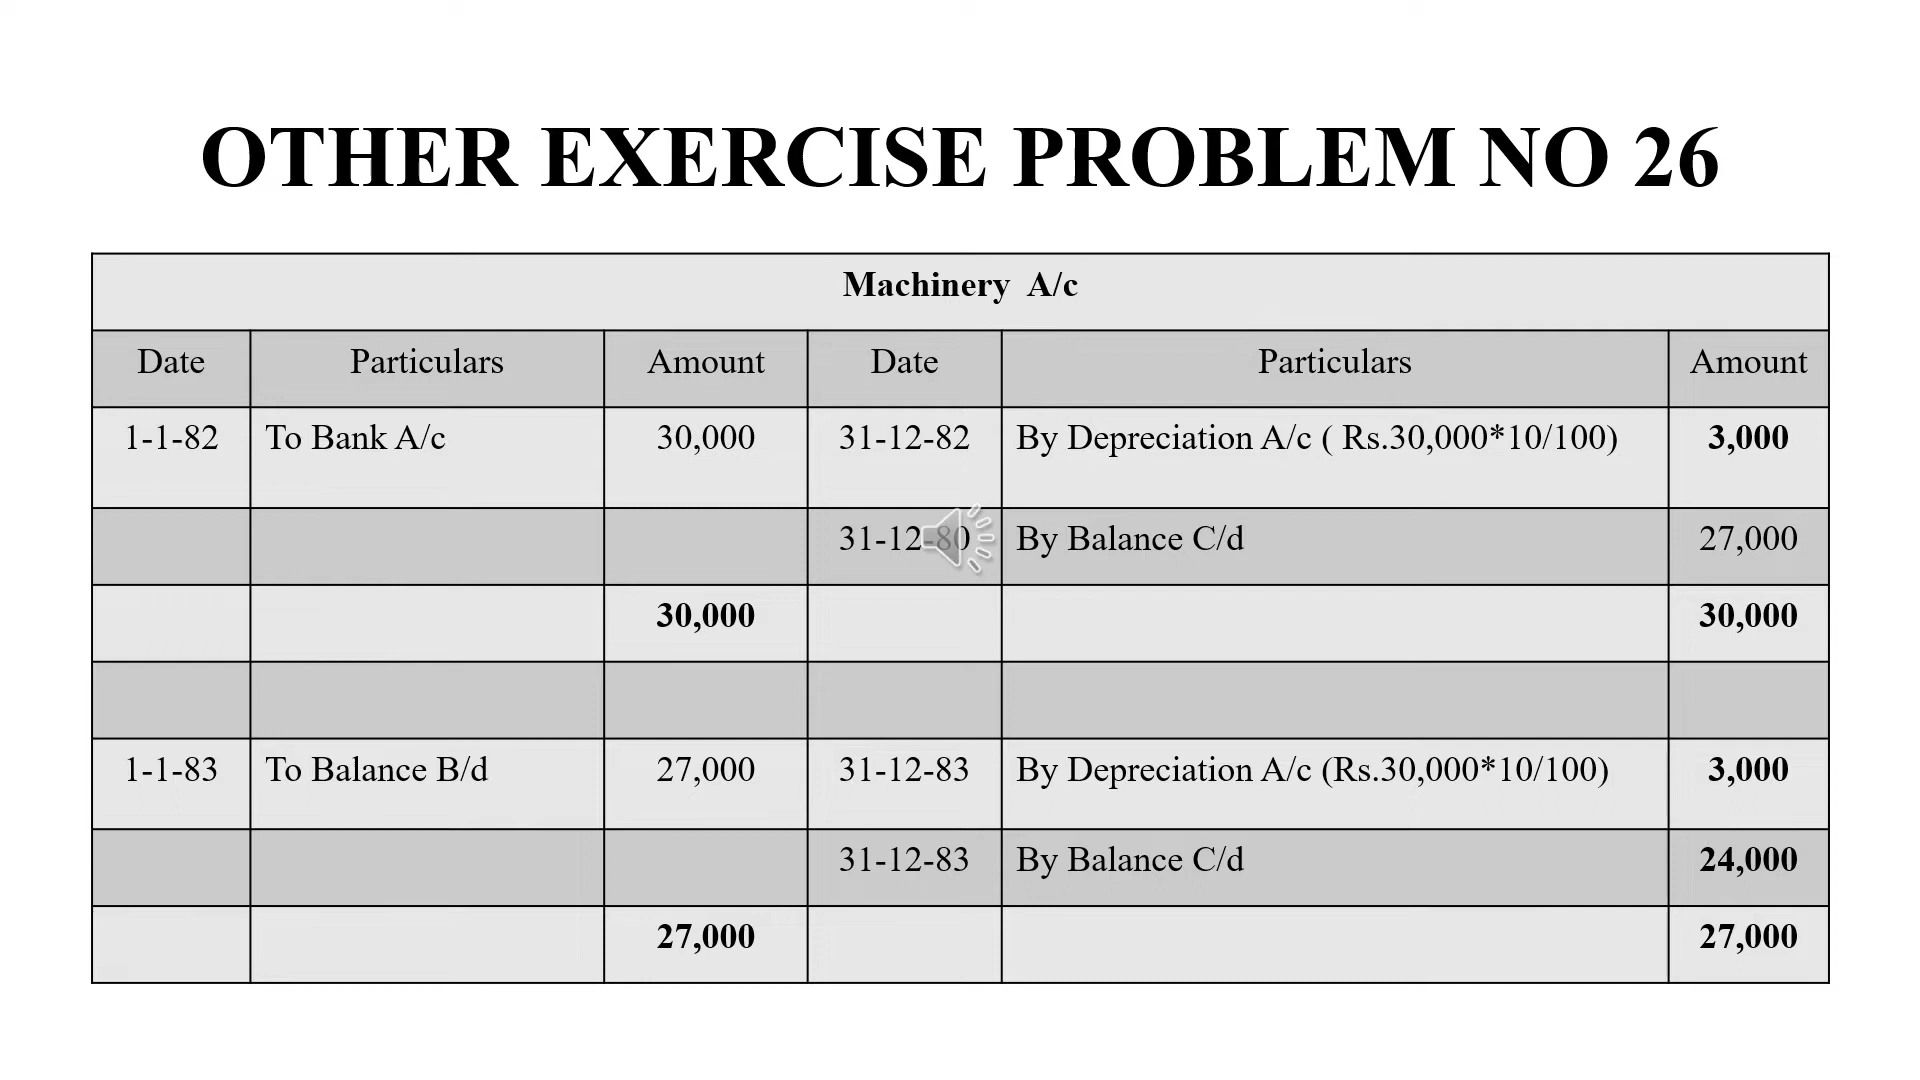 OTHER EXERCISE PROBLEM NO 26
Machinery A/c
Date Particulars Amount Date Particulars Amount
1-1-82 To Bank A/c 30,000 31-12-82 By Depreciation A/c ( Rs.30,000*10/100) 3,000
31-12-80 By Balance C/d 27,000
30,000 30,000
1-1-83 To Balance B/d 27,000 31-12-83 By Depreciation A/c (Rs.30,000*10/100) 3,000
31-12-83 By Balance C/d 24,000
27,000 27,000